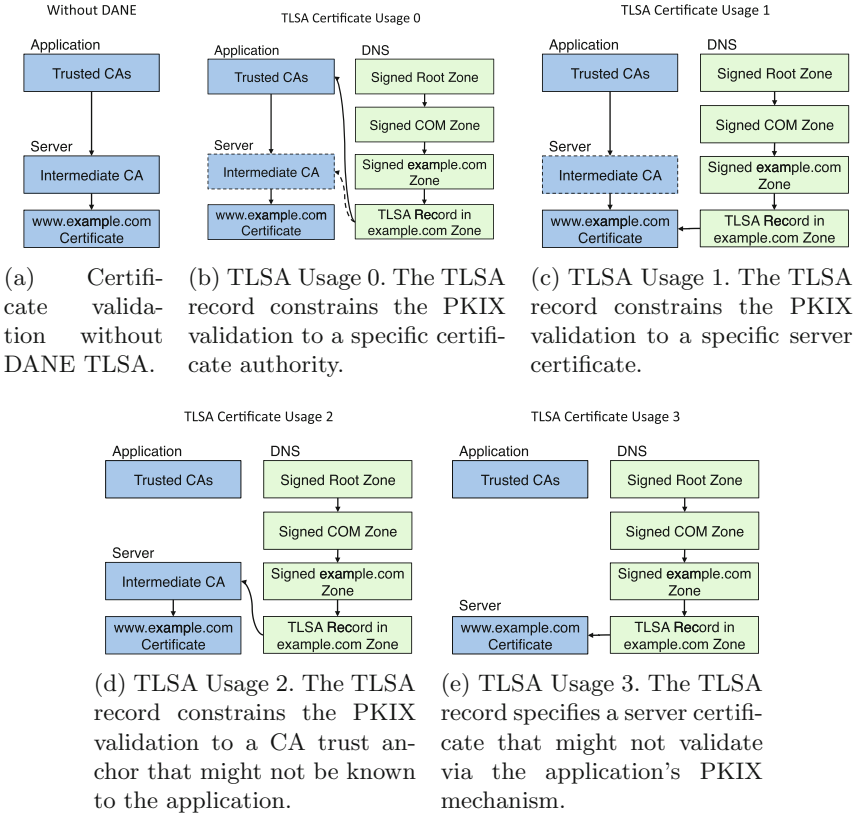 Without DANE
Application
Trusted CAs
Server
Intermediate CA
www.example.com
Certificate
(a) Certifi-
cate valida-
tion without
DANE TLSA.
TLSA Certificate Usage 0
Application
DNS
Trusted CAs
Signed Root Zone
Signed COM Zone
Server
Intermediate CA
Signed example.com
Zone
www.example.com
Certificate
TLSA Record in
example.com Zone
(b) TLSA Usage 0. The TLSA
record constrains the PKIX
validation to a specific certifi-
cate authority.
TLSA Certificate Usage 1
Application
DNS
Trusted CAs
Signed Root Zone
Signed COM Zone
Server
Intermediate CA
Signed example.com
Zone
www.example.com
Certificate
TLSA Record in
example.com Zone
(c) TLSA Usage 1. The TLSA
record constrains the PKIX
validation to a specific server
certificate.
TLSA Certificate Usage 2
Application
DNS
Trusted CAs
Signed Root Zone
Signed COM Zone
Server
Intermediate CA
Signed example.com
Zone
www.example.com
Certificate
TLSA Record in
example.com Zone
(d) TLSA Usage 2. The TLSA
record constrains the PKIX
validation to a CA trust an-
chor that might not be known
to the application.
TLSA Certificate Usage 3
Application
DNS
Trusted CAs
Signed Root Zone
Signed COM Zone
Signed example.com
Zone
Server
www.example.com
Certificate
TLSA Record in
example.com Zone
(e) TLSA Usage 3. The TLSA
record specifies a server certifi-
cate that might not validate
via the application's PKIX
mechanism.